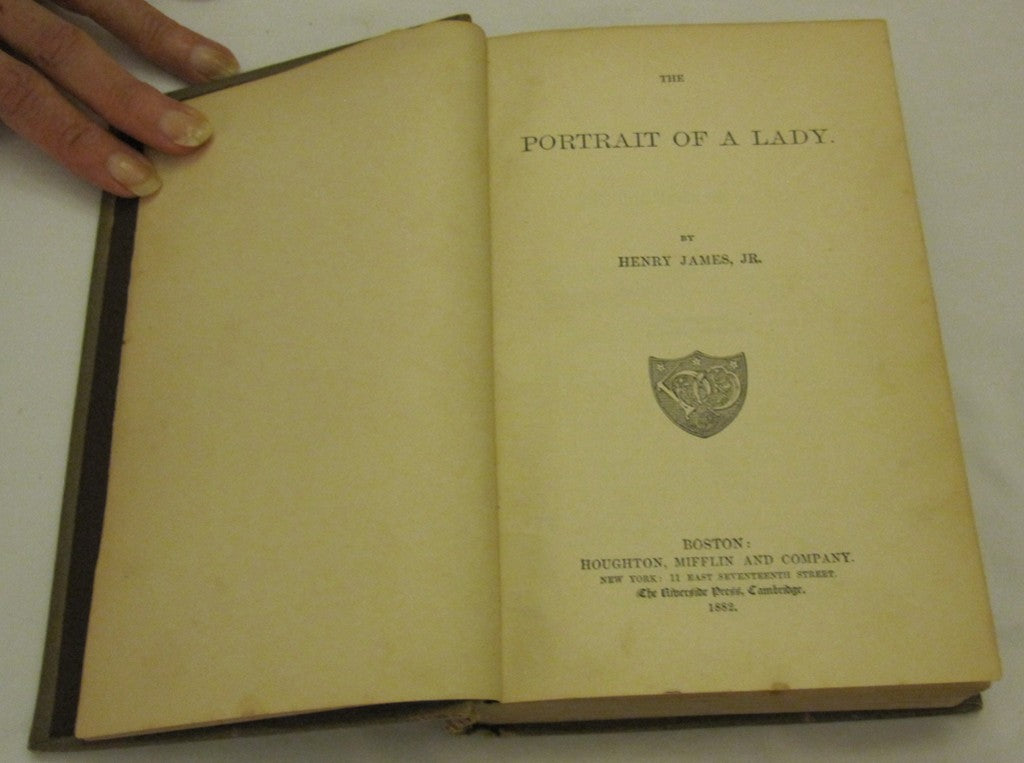 THE
PORTRAIT OF A LADY.
BY
HENRY JAMES, JR.
BOSTON:
HOUGHTON, MIFFLIN AND COMPANY.
NEW YORK: 11 EAST SEVENTEENTH STREET.
The Riverside Press, Cambridge.
1882.